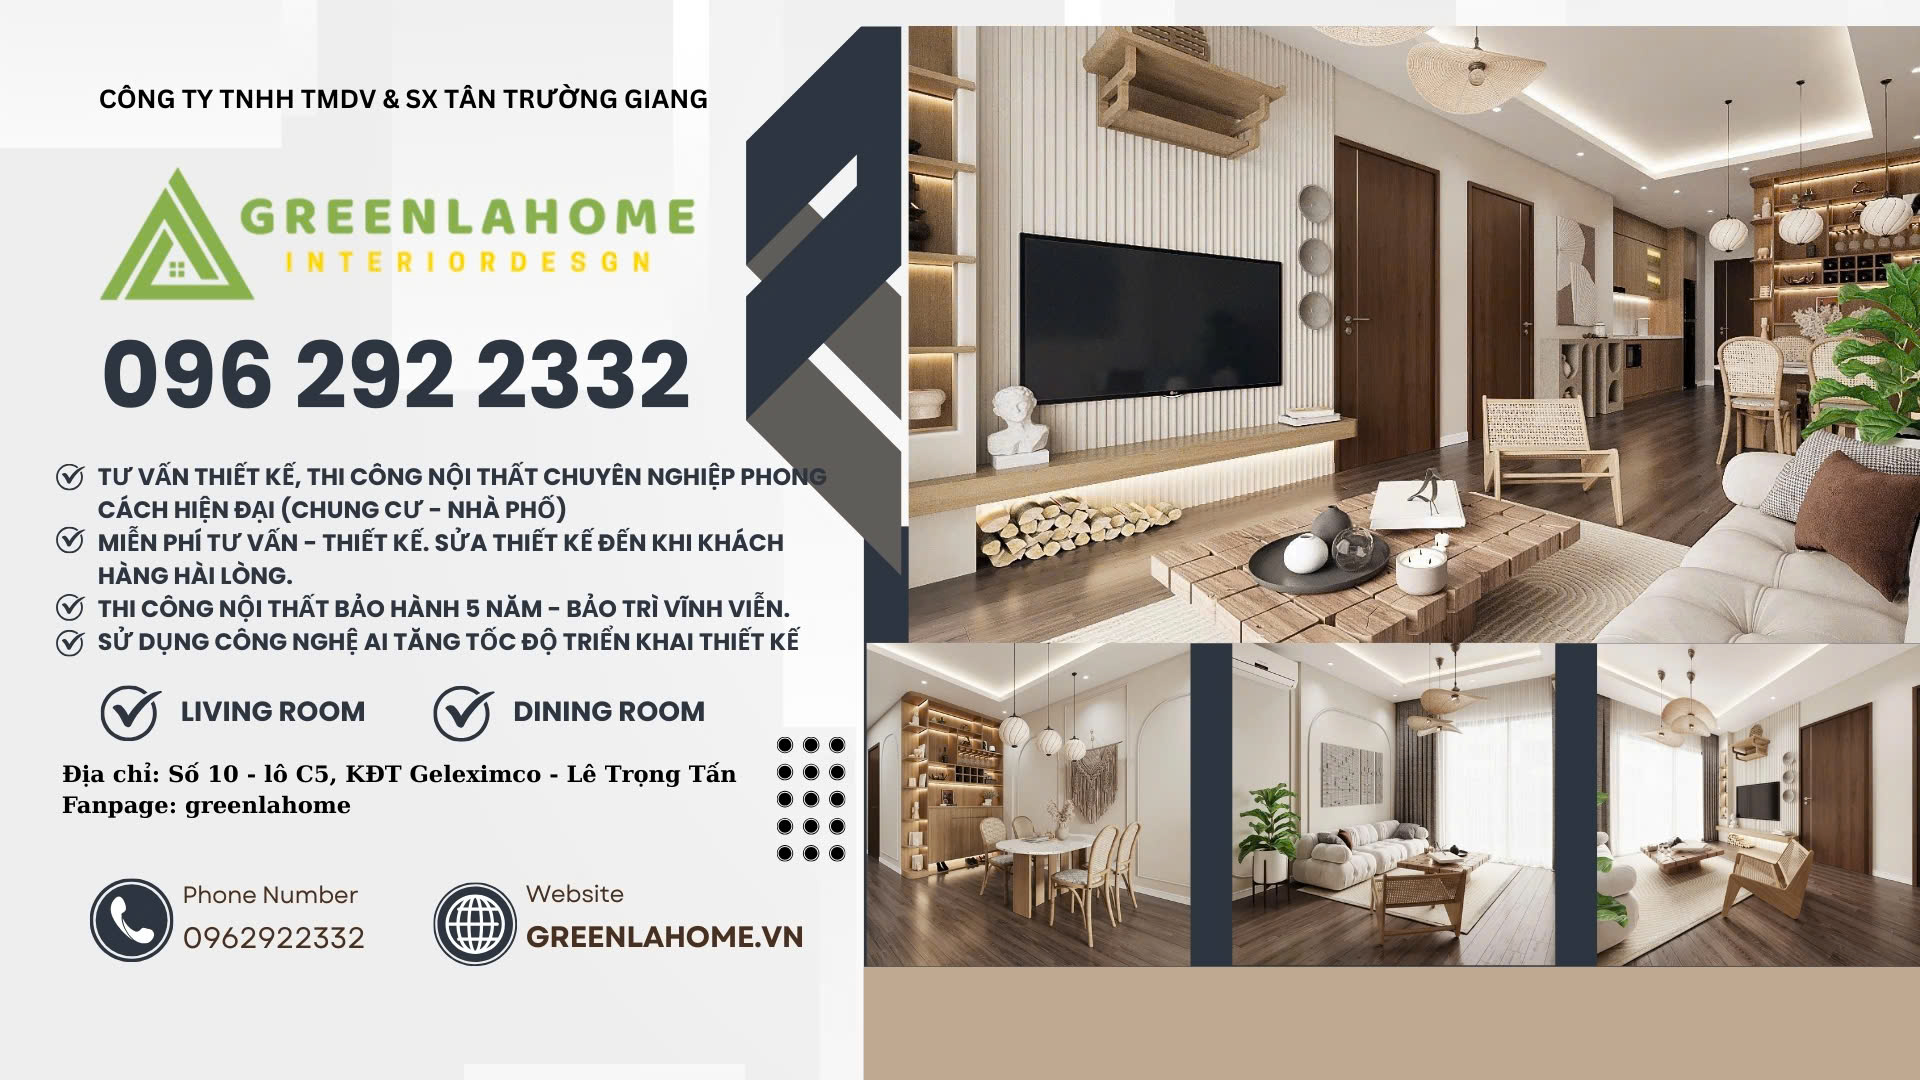 CÔNG TY TNHH TMDV & SX TÂN TRƯỜNG GIANG
GREENLAHOME
INTERIORDESGN
096 292 2332
TƯ VẤN THIẾT KẾ, THI CÔNG NỘI THẤT CHUYÊN NGHIỆP PHONG
CÁCH HIỆN ĐẠI (CHUNG CƯ - NHÀ PHỐ)
MIỄN PHÍ TƯ VẤN - THIẾT KẾ. SỬA THIẾT KẾ ĐẾN KHI KHÁCH
HÀNG HÀI LÒNG.
THI CÔNG NỘI THẤT BẢO HÀNH 5 NĂM - BẢO TRÌ VĨNH VIỄN.
SỬ DỤNG CÔNG NGHỆ AI TĂNG TỐC ĐỘ TRIỂN KHAI THIẾT KẾ
LIVING ROOM
DINING ROOM
Địa chỉ: Số 10 - lô C5, KĐT Geleximco - Lê Trọng Tấn
Fanpage: greenlahome
Phone Number
0962922332
Website
GREENLAHOME.VN